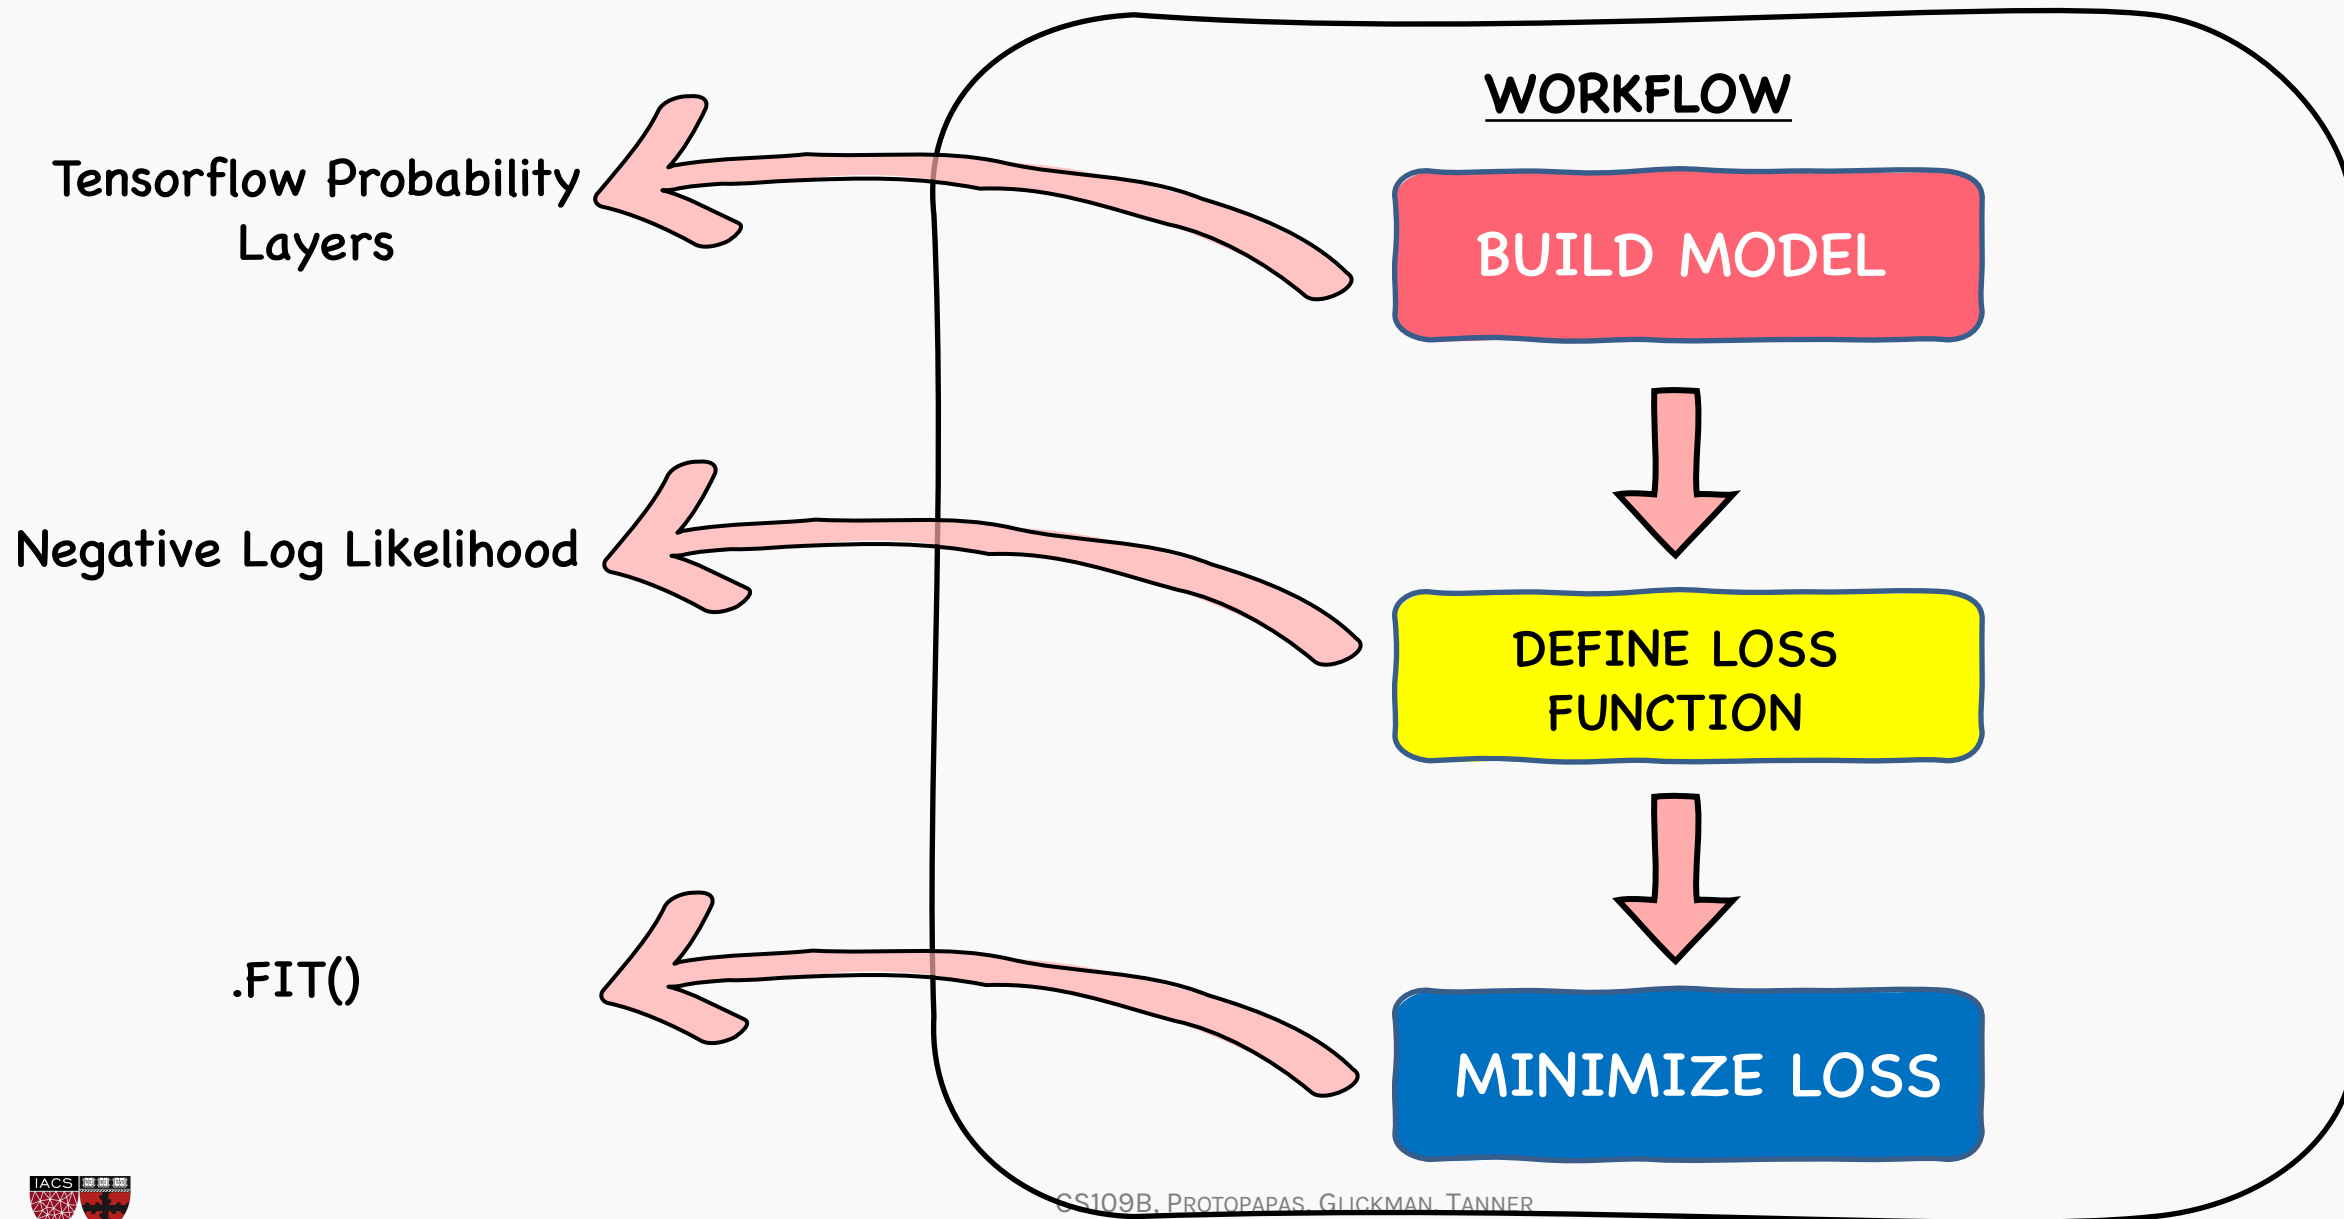 WORKFLOW
Tensorflow Probability
Layers
BUILD MODEL
Negative Log Likelihood
DEFINE LOSS
FUNCTION
.FIT()
MINIMIZE LOSS
IACS
CS109B, PROTOPAPAS, GLICKMAN, TANNER